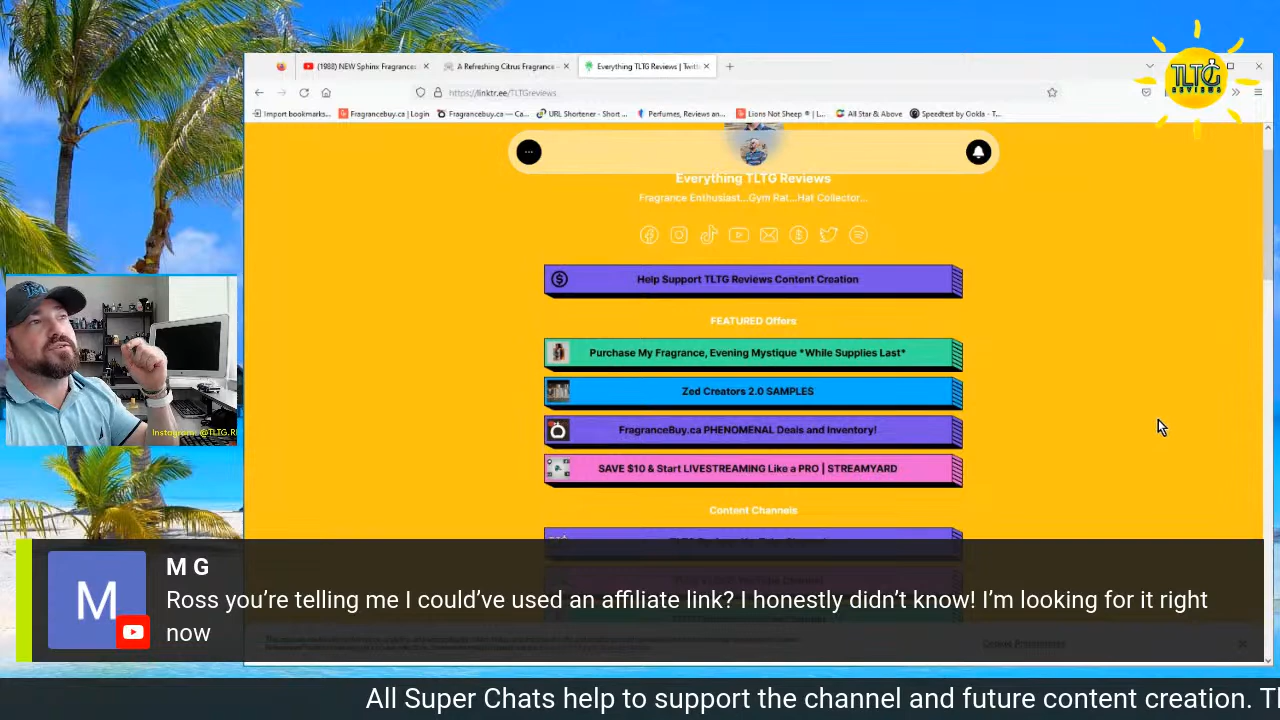 (1988) NEW Sphinx Fragrances
A Refreshing Citrus Fragrance -
Everything TLTG Reviews | Twitt
https://linktr.ee/TLTGreviews
Import bookmarks...
Fragrancebuy.ca | Login
Fragrancebuy.ca — Ca...
URL Shortener - Short ...
Perfumes, Reviews an...
Lions Not Sheep ® | L...
All Star & Above
Speedtest by Ookla - T...
TLTG
REVIEWS
Everything TLTG Reviews
Fragrance Enthusiast...Gym Rat...Hat Collector...
Help Support TLTG Reviews Content Creation
FEATURED Offers
Purchase My Fragrance, Evening Mystique *While Supplies Last*
Zed Creators 2.0 SAMPLES
FragranceBuy.ca PHENOMENAL Deals and Inventory!
SAVE $10 & Start LIVESTREAMING Like a PRO | STREAMYARD
Content Channels
Instagram: @TLTG.R
M
M G
Ross you’re telling me I could’ve used an affiliate link? I honestly didn’t know! I’m looking for it right
now
All Super Chats help to support the channel and future content creation. T